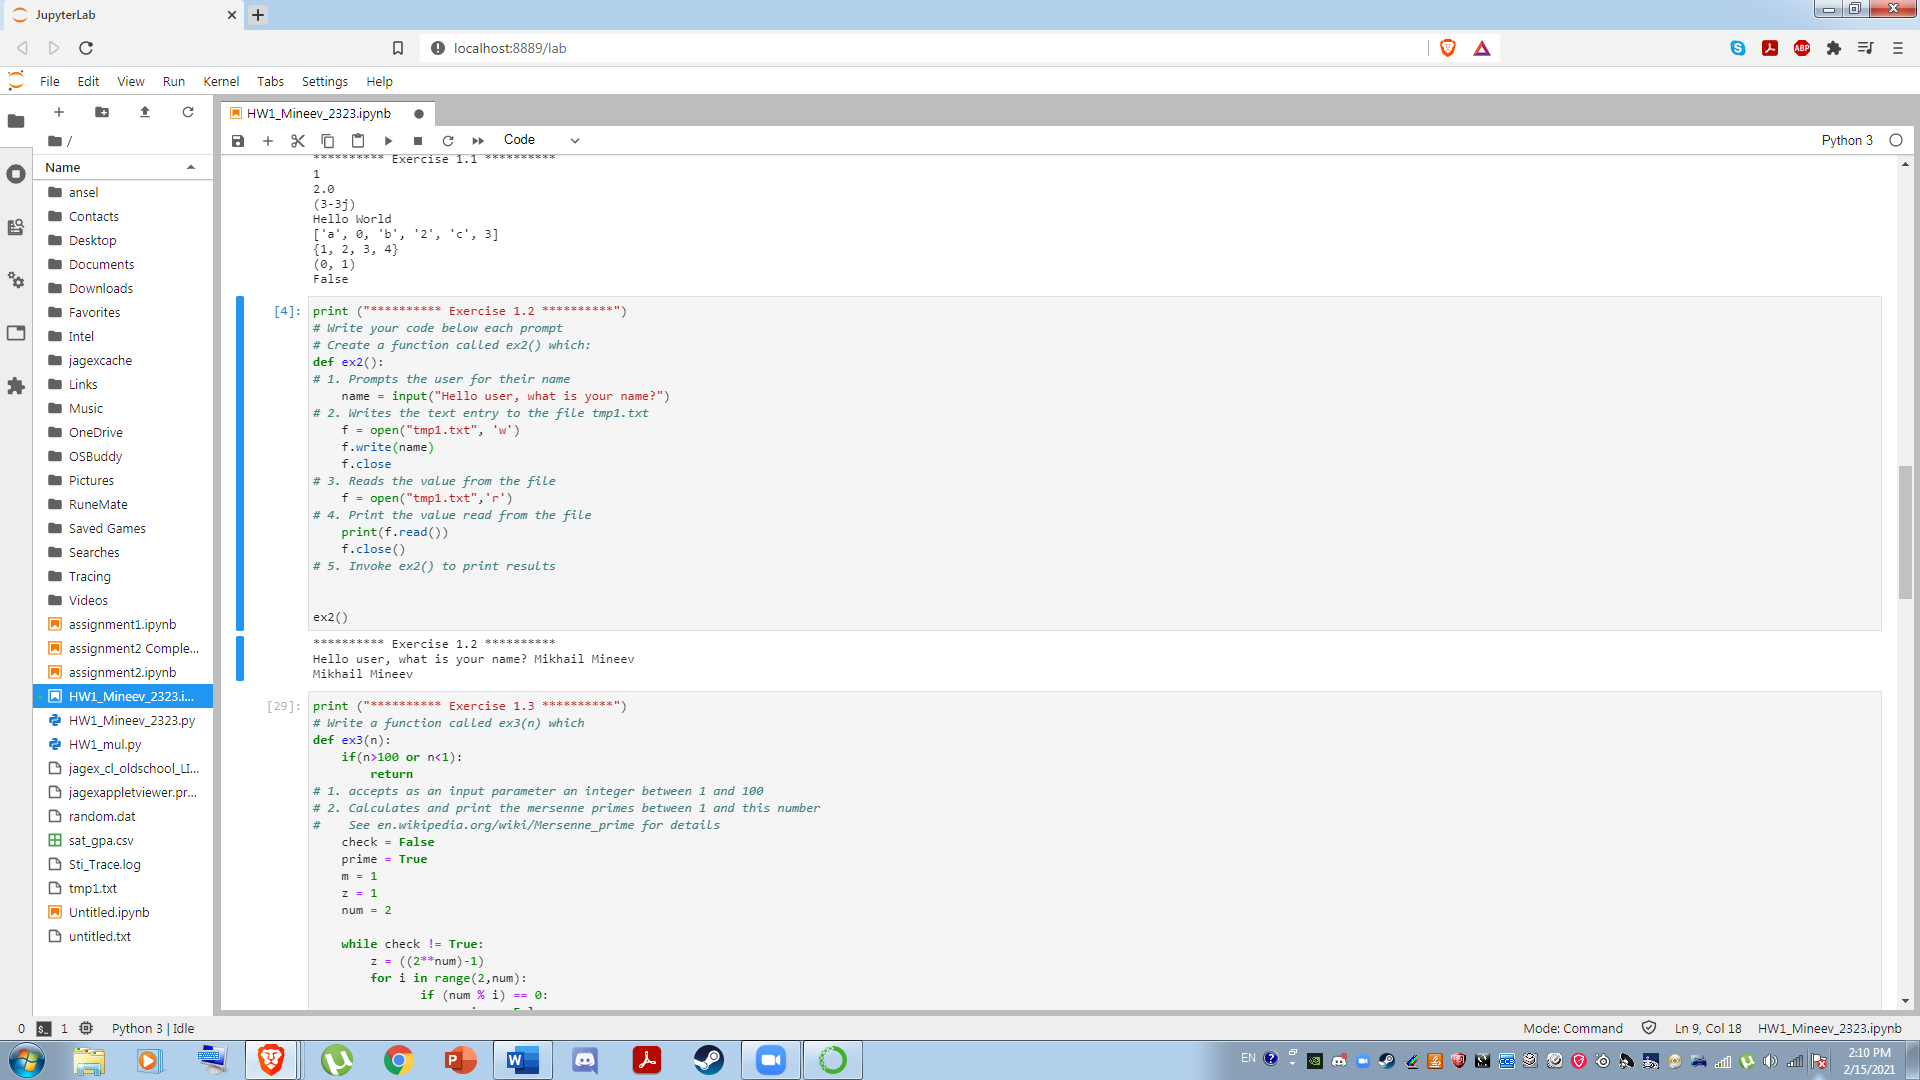 JupyterLab
localhost:8889/lab
ABP
File Edit View Run Kernel Tabs Settings Help
HW1_Mineev_2323.ipynb
/
Code
Python 3
Name
ansel
Contacts
Desktop
Documents
Downloads
Favorites
Intel
jagexcache
Links
Music
OneDrive
OSBuddy
Pictures
RuneMate
Saved Games
Searches
Tracing
Videos
assignment1.ipynb
assignment2 Comple...
assignment2.ipynb
HW1_Mineev_2323.i...
HW1_Mineev_2323.py
HW1_mul.py
jagex_cl_oldschool_LI...
jagexappletviewer.pr...
random.dat
sat_gpa.csv
Sti_Trace.log
tmp1.txt
Untitled.ipynb
untitled.txt
********** Exercise 1.1 **********
1
2.0
(3-3j)
Hello World
['a', 0, 'b', '2', 'c', 3]
{1, 2, 3, 4}
(0, 1)
False
[4]: print ("********** Exercise 1.2 **********")
# Write your code below each prompt
# Create a function called ex2() which:
def ex2():
# 1. Prompts the user for their name
    name = input("Hello user, what is your name?")
# 2. Writes the text entry to the file tmp1.txt
    f = open("tmp1.txt", 'w')
    f.write(name)
    f.close
# 3. Reads the value from the file
    f = open("tmp1.txt",'r')
# 4. Print the value read from the file
    print(f.read())
    f.close()
# 5. Invoke ex2() to print results
ex2()
********** Exercise 1.2 **********
Hello user, what is your name? Mikhail Mineev
Mikhail Mineev
[29]: print ("********** Exercise 1.3 **********")
# Write a function called ex3(n) which
def ex3(n):
    if(n>100 or n<1):
        return
# 1. accepts as an input parameter an integer between 1 and 100
# 2. Calculates and print the mersenne primes between 1 and this number
#    See en.wikipedia.org/wiki/Mersenne_prime for details
    check = False
    prime = True
    m = 1
    z = 1
    num = 2
    while check != True:
        z = ((2**num)-1)
        for i in range(2,num):
               if (num % i) == 0:
0 1 Python 3 | Idle
Mode: Command Ln 9, Col 18 HW1_Mineev_2323.ipynb
EN
2:10 PM
2/15/2021